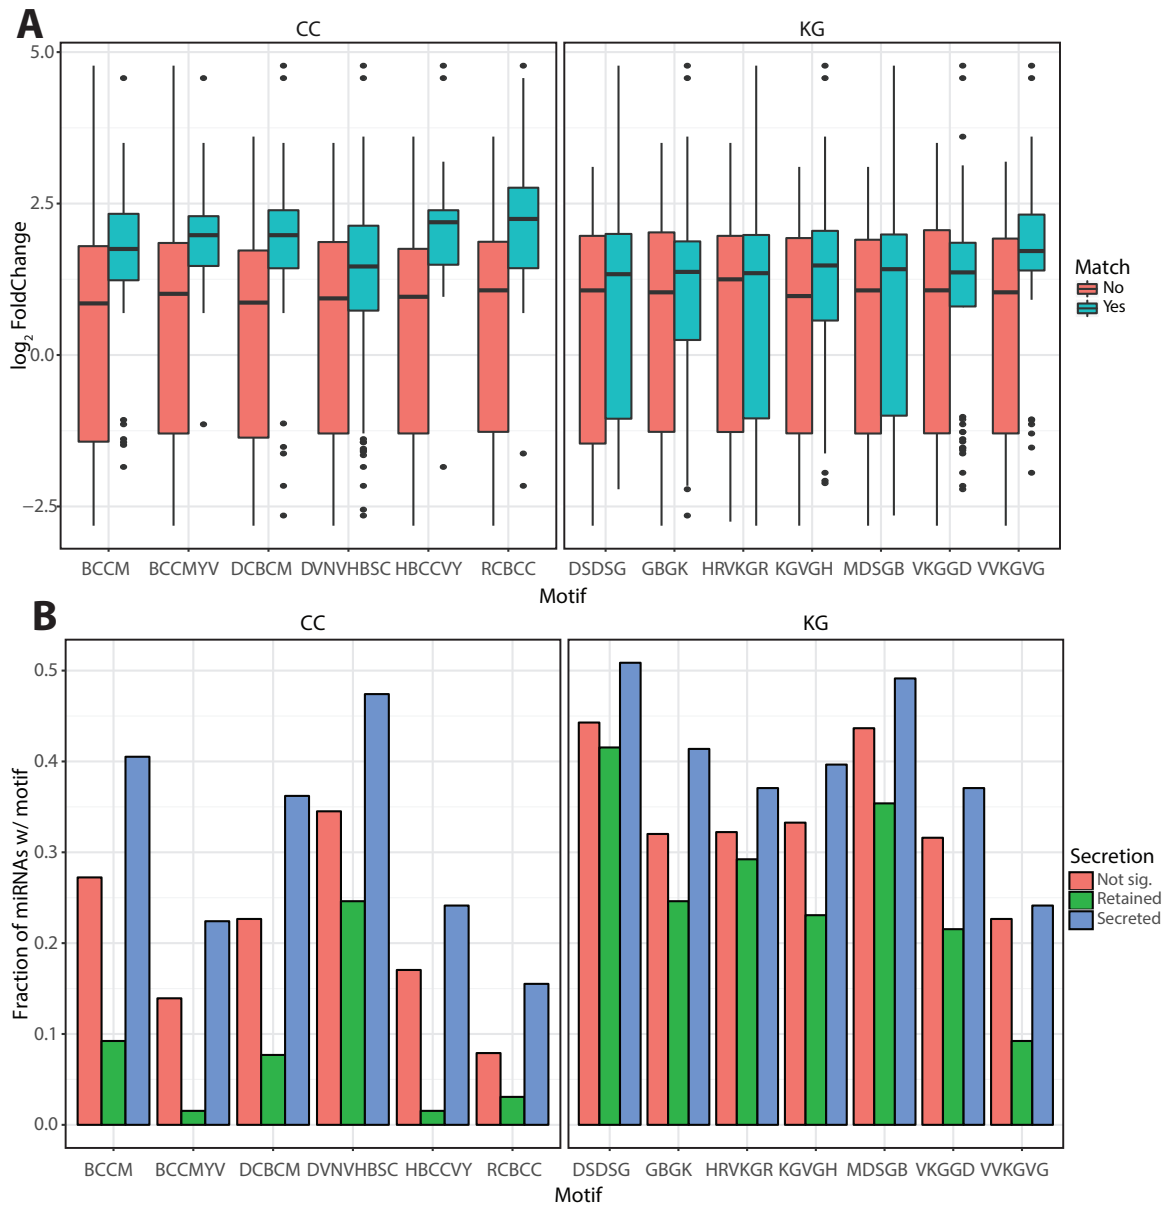 A
CC
KG
5.0
2.5
0.0
−2.5
log2 FoldChange
BCCM BCCMYV DCBCM DVNVHBSC HBCCVY RCBCC DSDSG GBGK HRVKGR KGVGH MDSGB VKGGD VVKGVG
Motif
Match
No
Yes
B
CC
KG
0.5
0.4
0.3
0.2
0.1
0.0
Fraction of miRNAs w/ motif
BCCM BCCMYV DCBCM DVNVHBSC HBCCVY RCBCC DSDSG GBGK HRVKGR KGVGH MDSGB VKGGD VVKGVG
Motif
Secretion
Not sig.
Retained
Secreted